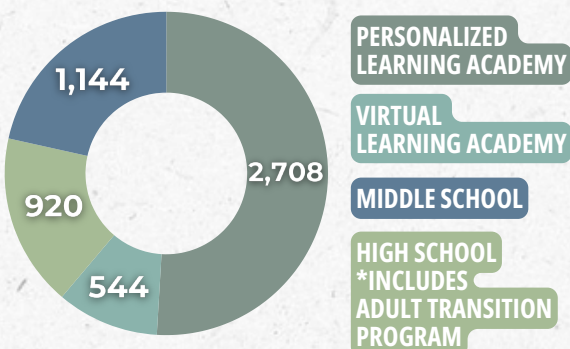 1,144
2,708
920
544
PERSONALIZED
LEARNING ACADEMY
VIRTUAL
LEARNING ACADEMY
MIDDLE SCHOOL
HIGH SCHOOL
*INCLUDES
ADULT TRANSITION
PROGRAM